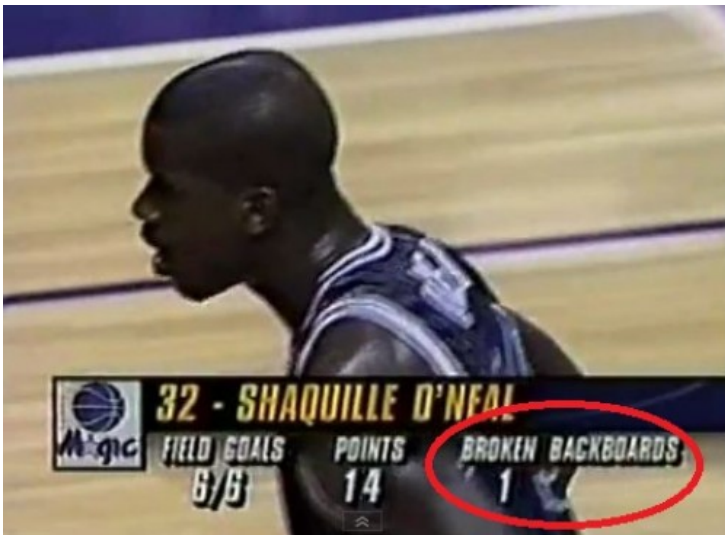 32 - SHAQUILLE O'NEAL
Magic
FIELD GOALS POINTS BROKEN BACKBOARDS
6/6 14 1